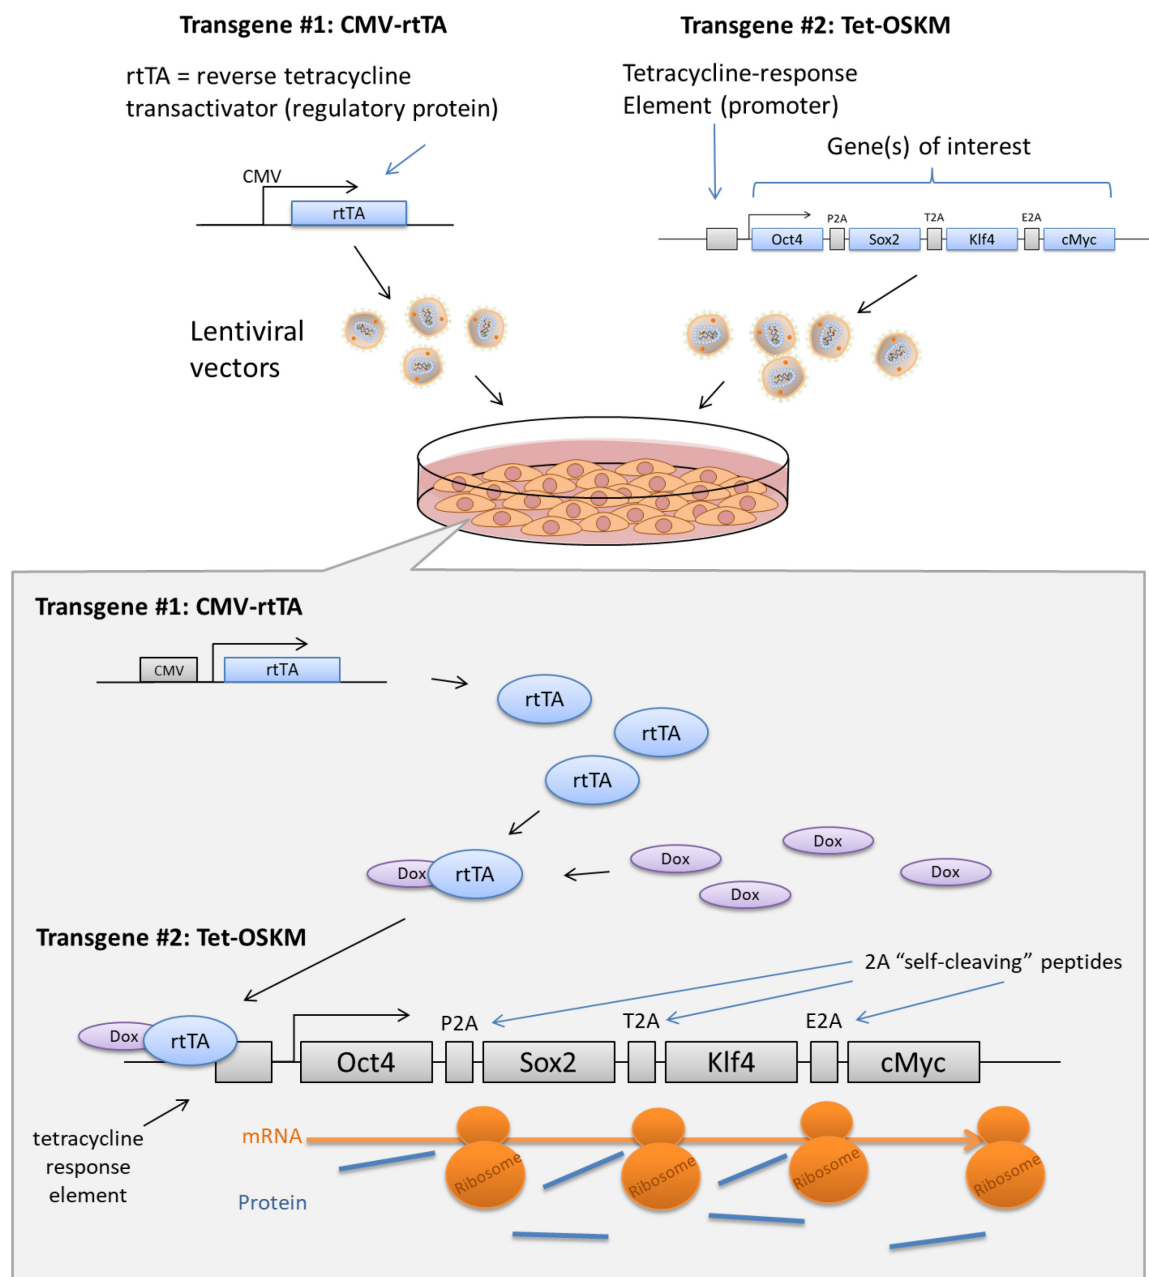 Transgene #1: CMV-rtTA
rtTA = reverse tetracycline
transactivator (regulatory protein)
CMV
rtTA
Transgene #2: Tet-OSKM
Tetracycline-response
Element (promoter)
Gene(s) of interest
P2A
T2A
E2A
Oct4
Sox2
Klf4
cMyc
Lentiviral
vectors
Transgene #1: CMV-rtTA
CMV
rtTA
rtTA
rtTA
rtTA
Dox
rtTA
Dox
Dox
Dox
Dox
Transgene #2: Tet-OSKM
2A “self-cleaving” peptides
Dox
rtTA
P2A
T2A
E2A
Oct4
Sox2
Klf4
cMyc
tetracycline
response
element
mRNA
Ribosome
Ribosome
Ribosome
Ribosome
Protein